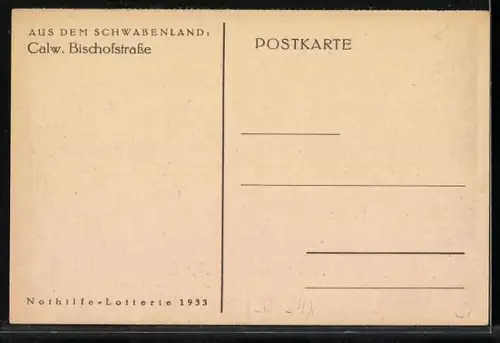 AUS DEM SCHWABENLAND:
Calw. Bischofstraße
POSTKARTE
Nothilfe-Lotterie 1933